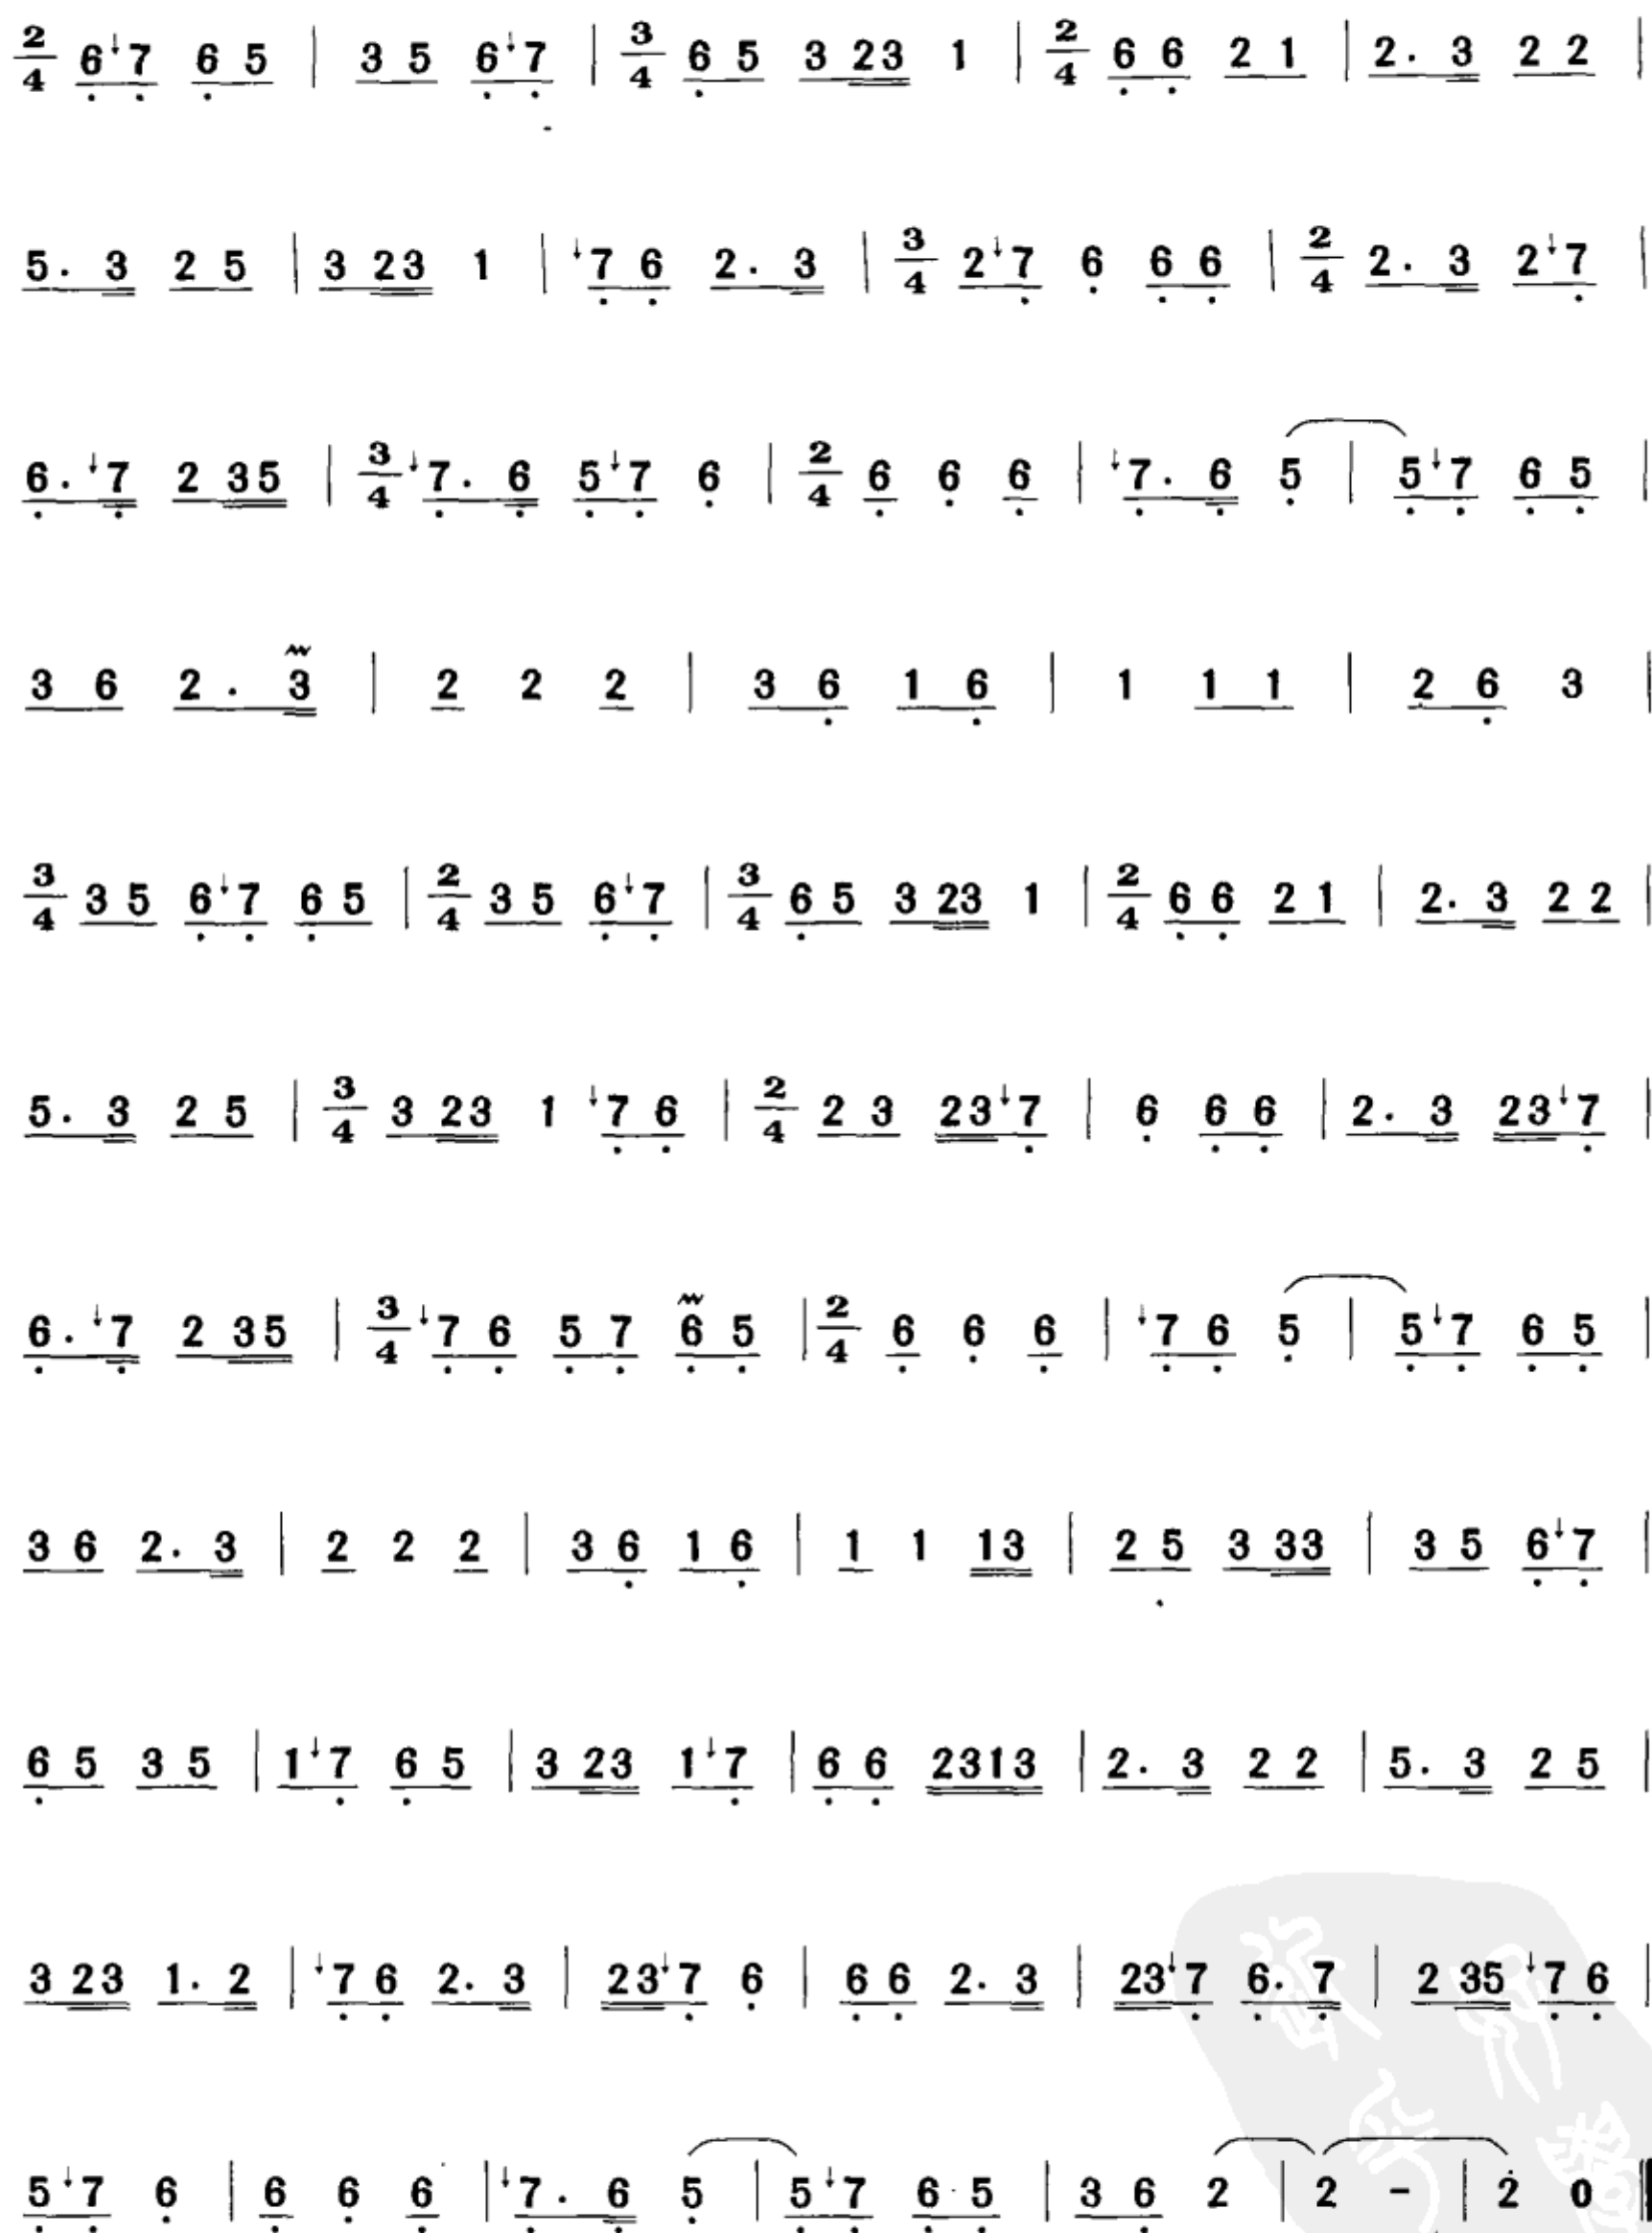 2/4 6↓7 6 5 | 3 5 6↓7 | 3/4 6 5 3 23 1 | 2/4 6 6 2 1 | 2. 3 2 2 |
5. 3 2 5 | 3 23 1 | ↓7 6 2. 3 | 3/4 2↓7 6 6 6 | 2/4 2. 3 2↓7 |
6.↓7 2 35 | 3/4 ↓7. 6 5↓7 6 | 2/4 6 6 6 | ↓7. 6 5 | 5↓7 6 5 |
3 6 2. 3 | 2 2 2 | 3 6 1 6 | 1 1 1 | 2 6 3 |
3/4 3 5 6↓7 6 5 | 2/4 3 5 6↓7 | 3/4 6 5 3 23 1 | 2/4 6 6 2 1 | 2. 3 2 2 |
5. 3 2 5 | 3/4 3 23 1 ↓7 6 | 2/4 2 3 23↓7 | 6 6 6 | 2. 3 23↓7 |
6.↓7 2 35 | 3/4 ↓7 6 5 7 6 5 | 2/4 6 6 6 | ↓7 6 5 | 5↓7 6 5 |
3 6 2. 3 | 2 2 2 | 3 6 1 6 | 1 1 13 | 2 5 3 33 | 3 5 6↓7 |
6 5 3 5 | 1↓7 6 5 | 3 23 1↓7 | 6 6 2313 | 2. 3 2 2 | 5. 3 2 5 |
3 23 1. 2 | ↓7 6 2. 3 | 23↓7 6 | 6 6 2. 3 | 23↓7 6. 7 | 2 35 ↓7 6 |
5↓7 6 | 6 6 6 | ↓7. 6 5 | 5↓7 6 5 | 3 6 2 | 2 – | 2 0 ‖